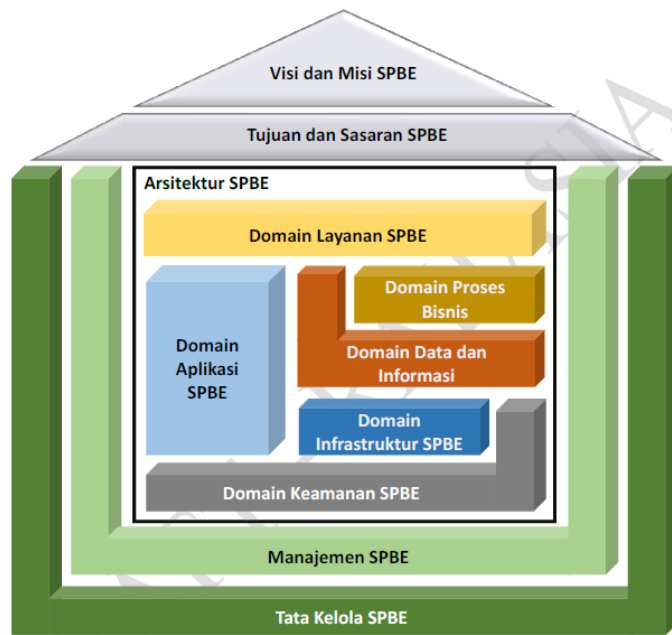 Visi dan Misi SPBE
Tujuan dan Sasaran SPBE
Arsitektur SPBE
Domain Layanan SPBE
Domain Proses
Bisnis
Domain
Aplikasi
SPBE
Domain Data dan
Informasi
Domain
Infrastruktur SPBE
Domain Keamanan SPBE
Manajemen SPBE
Tata Kelola SPBE